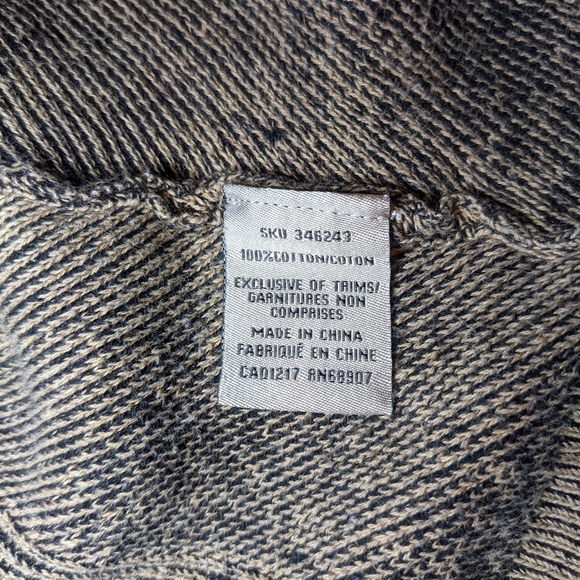 SKU 346243
100%COTTON/COTON
EXCLUSIVE OF TRIMS/
GARNITURES NON
COMPRISES
MADE IN CHINA
FABRIQUÉ EN CHINE
CA01217 RN68907